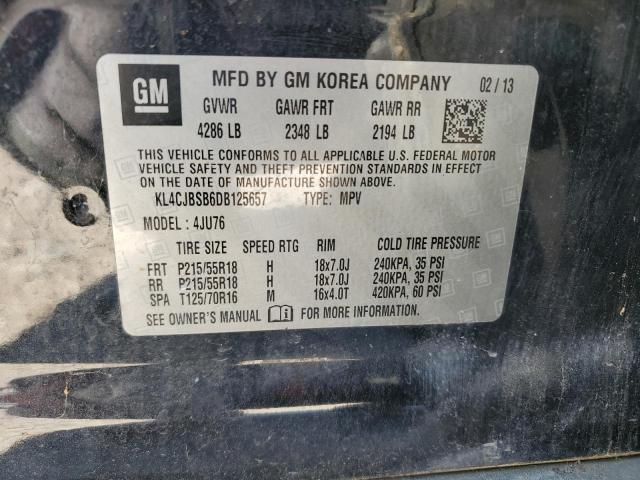 GM
MFD BY GM KOREA COMPANY 02 / 13
GVWR GAWR FRT GAWR RR
4286 LB 2348 LB 2194 LB
THIS VEHICLE CONFORMS TO ALL APPLICABLE U.S. FEDERAL MOTOR
VEHICLE SAFETY AND THEFT PREVENTION STANDARDS IN EFFECT
ON THE DATE OF MANUFACTURE SHOWN ABOVE.
KL4CJBSB6DB125657 TYPE: MPV
MODEL: 4JU76
TIRE SIZE SPEED RTG RIM COLD TIRE PRESSURE
FRT P215/55R18 H 18x7.0J 240KPA, 35 PSI
RR P215/55R18 H 18x7.0J 240KPA, 35 PSI
SPA T125/70R16 M 16x4.0T 420KPA, 60 PSI
SEE OWNER'S MANUAL FOR MORE INFORMATION.